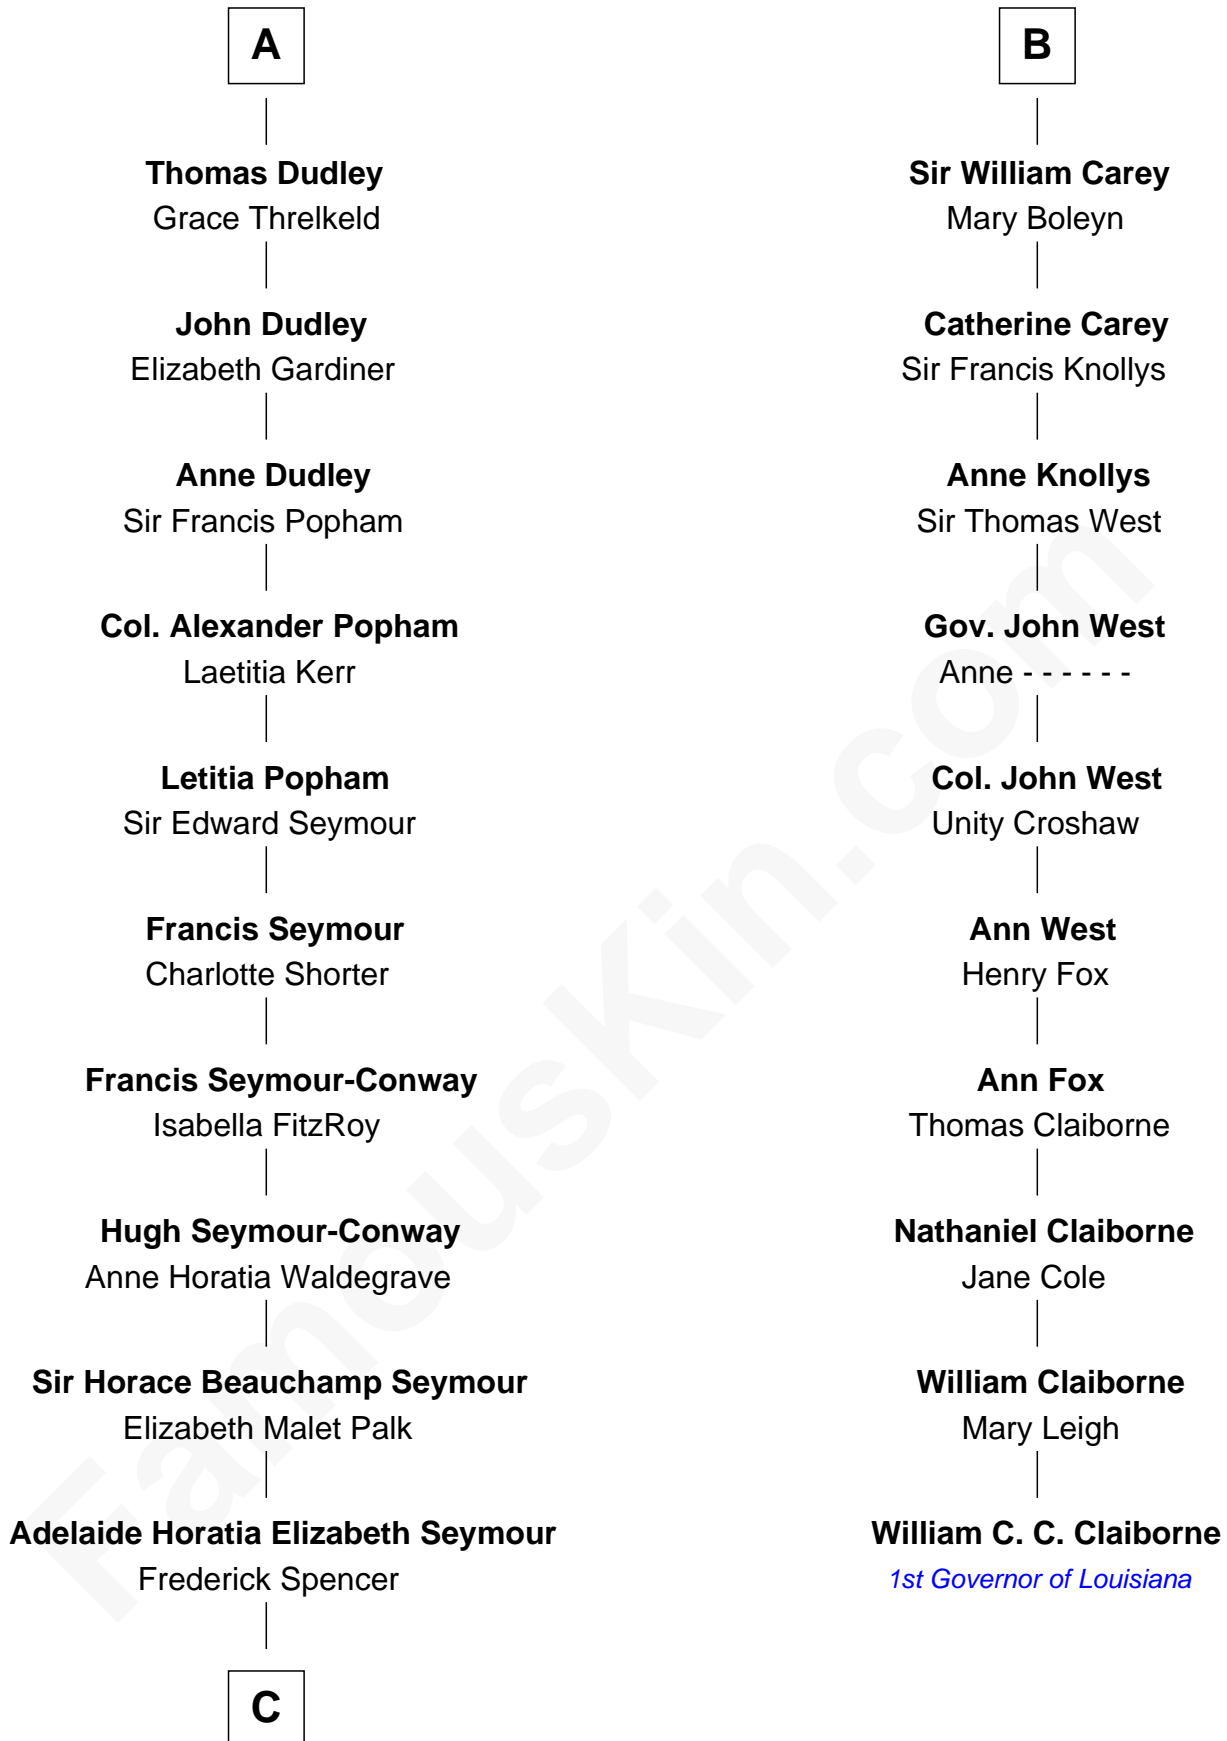 A
Thomas Dudley
Grace Threlkeld
John Dudley
Elizabeth Gardiner
Anne Dudley
Sir Francis Popham
Col. Alexander Popham
Laetitia Kerr
Letitia Popham
Sir Edward Seymour
Francis Seymour
Charlotte Shorter
Francis Seymour-Conway
Isabella FitzRoy
Hugh Seymour-Conway
Anne Horatia Waldegrave
Sir Horace Beauchamp Seymour
Elizabeth Malet Palk
Adelaide Horatia Elizabeth Seymour
Frederick Spencer
C
B
Sir William Carey
Mary Boleyn
Catherine Carey
Sir Francis Knollys
Anne Knollys
Sir Thomas West
Gov. John West
Anne - - - - - -
Col. John West
Unity Croshaw
Ann West
Henry Fox
Ann Fox
Thomas Claiborne
Nathaniel Claiborne
Jane Cole
William Claiborne
Mary Leigh
William C. C. Claiborne
1st Governor of Louisiana
FamousKin.com